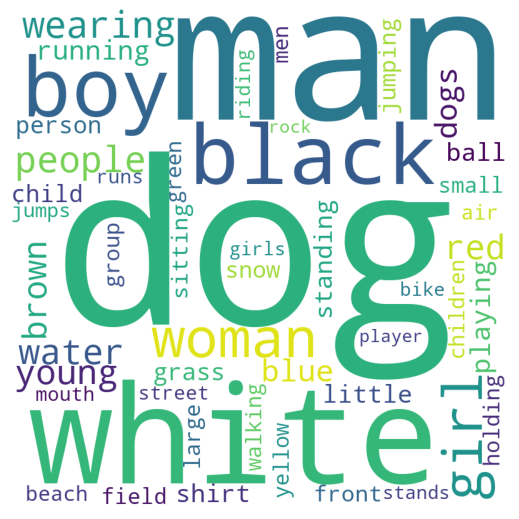 wearing
man
men
running
riding
jumping
dogs
boy
rock
person
black
ball
people
runs
green
child
small
jumps
dog
air
group
sitting
girls
standing
red
brown
snow
bike
children
playing
woman
player
water
blue
young
grass
girl
mouth
street
little
holding
white
large
walking
yellow
beach
field
shirt
front
stands